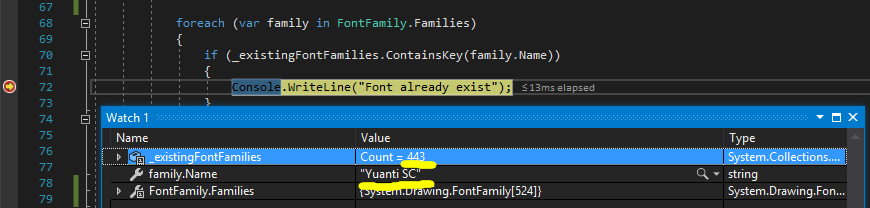 67
68 foreach (var family in FontFamily.Families)
69 {
70 if (_existingFontFamilies.ContainsKey(family.Name))
71 {
72 Console.WriteLine("Font already exist"); ≤13ms elapsed
73 }
74 Watch 1
75 Name Value Type
76 _existingFontFamilies Count = 443 System.Collections....
77 family.Name "Yuanti SC" string
78 FontFamily.Families {System.Drawing.FontFamily[524]} System.Drawing.Fon...
79